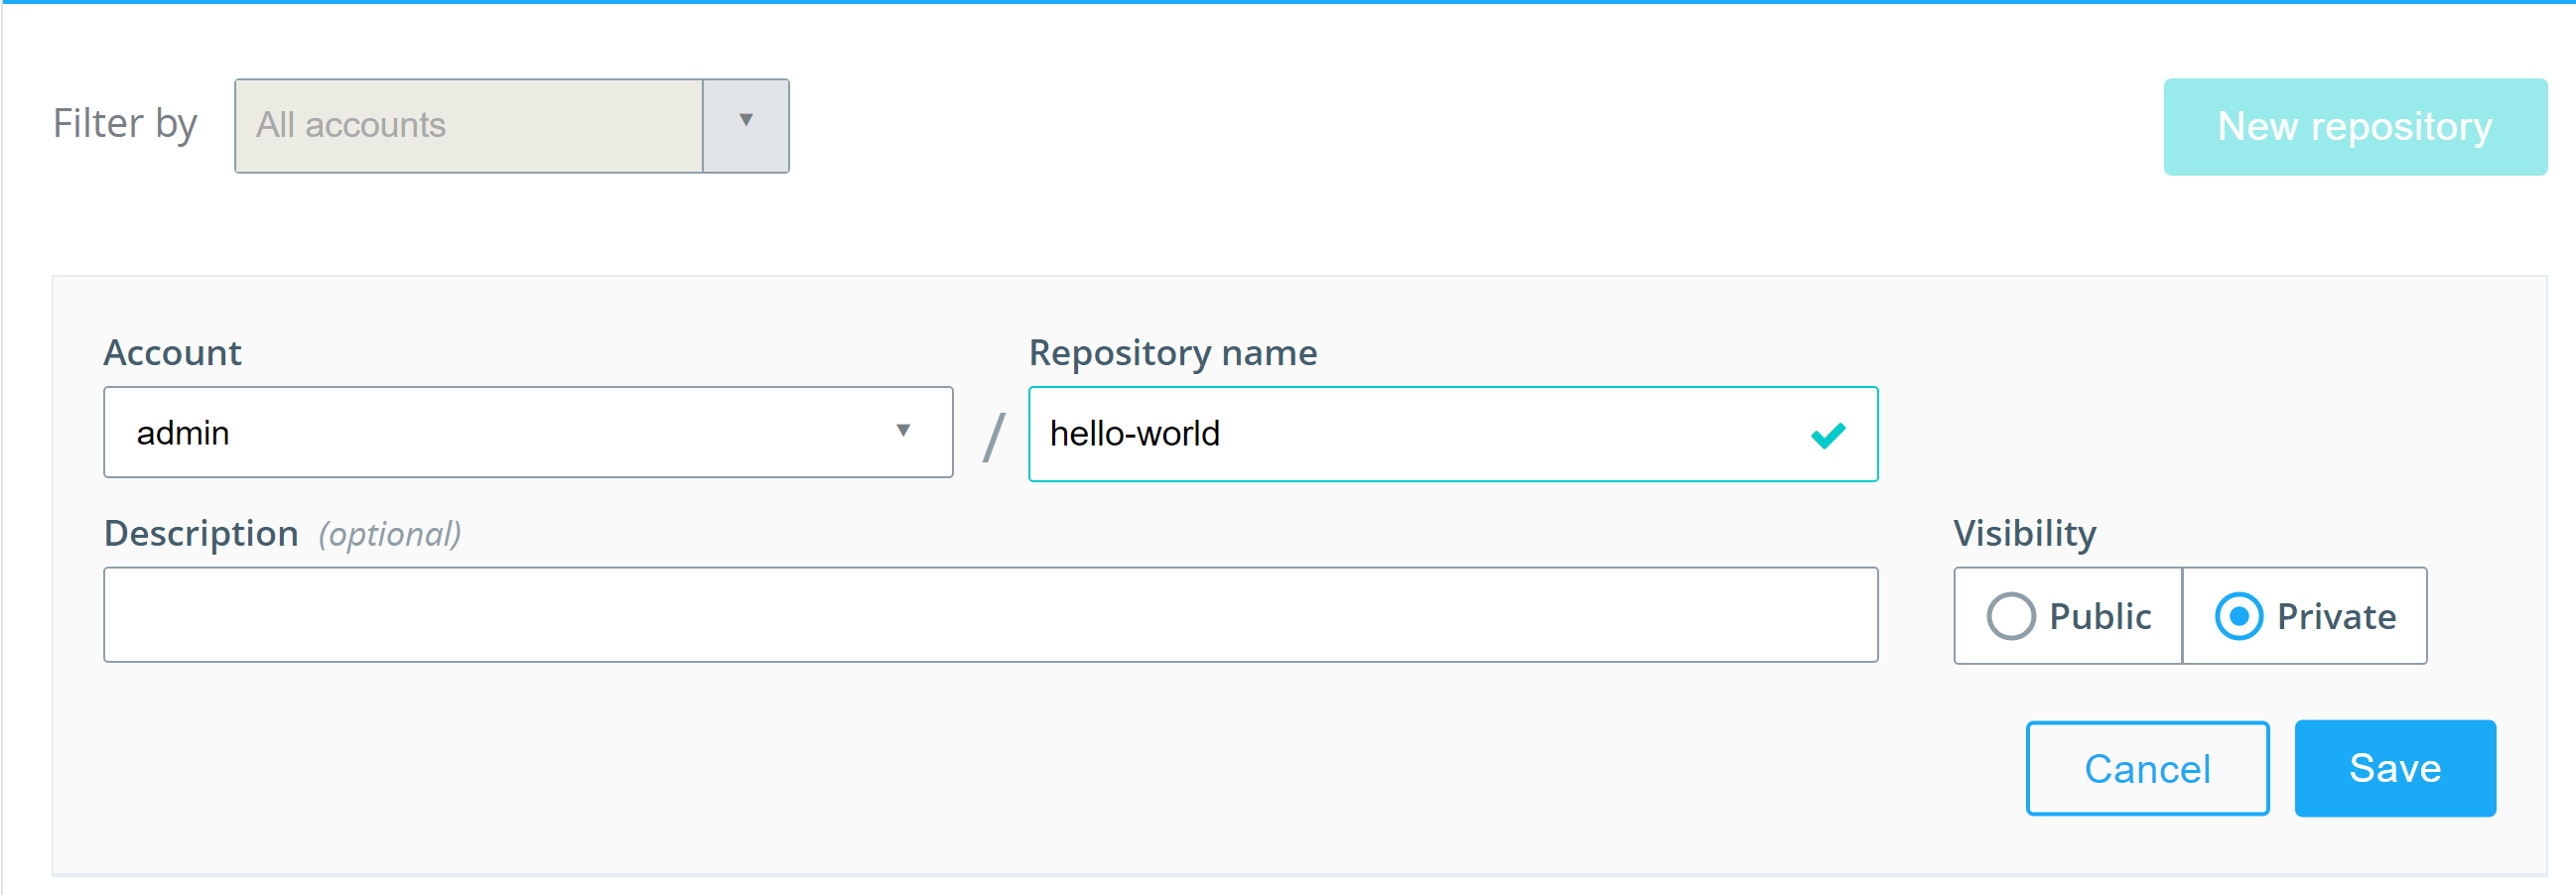 Filter by All accounts New repository
Account Repository name
admin / hello-world
Description (optional) Visibility
Public Private
Cancel Save